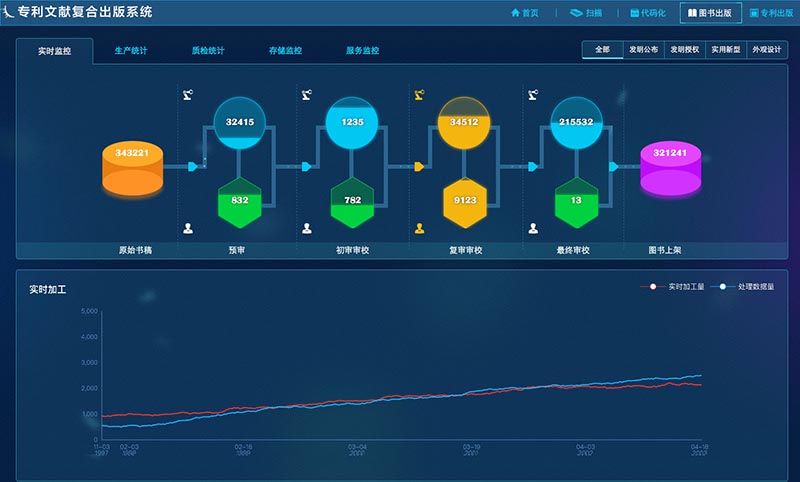 专利文献复合出版系统
首页
扫描
代码化
图书出版
专利出版
实时监控
生产统计
质检统计
存储监控
服务监控
全部
发明公布
发明授权
实用新型
外观设计
32415
1235
34512
215532
343221
321241
832
782
9123
13
原始书稿
预审
初审审校
复审审校
最终审校
图书上架
实时加工
实时加工量
处理数据量
5,000
4,000
3,000
2,000
1,000
0
11-03 02-03 02-16 03-04 03-19 04-03 04-18
1997 1998 1999 2000 2001 2002 2003